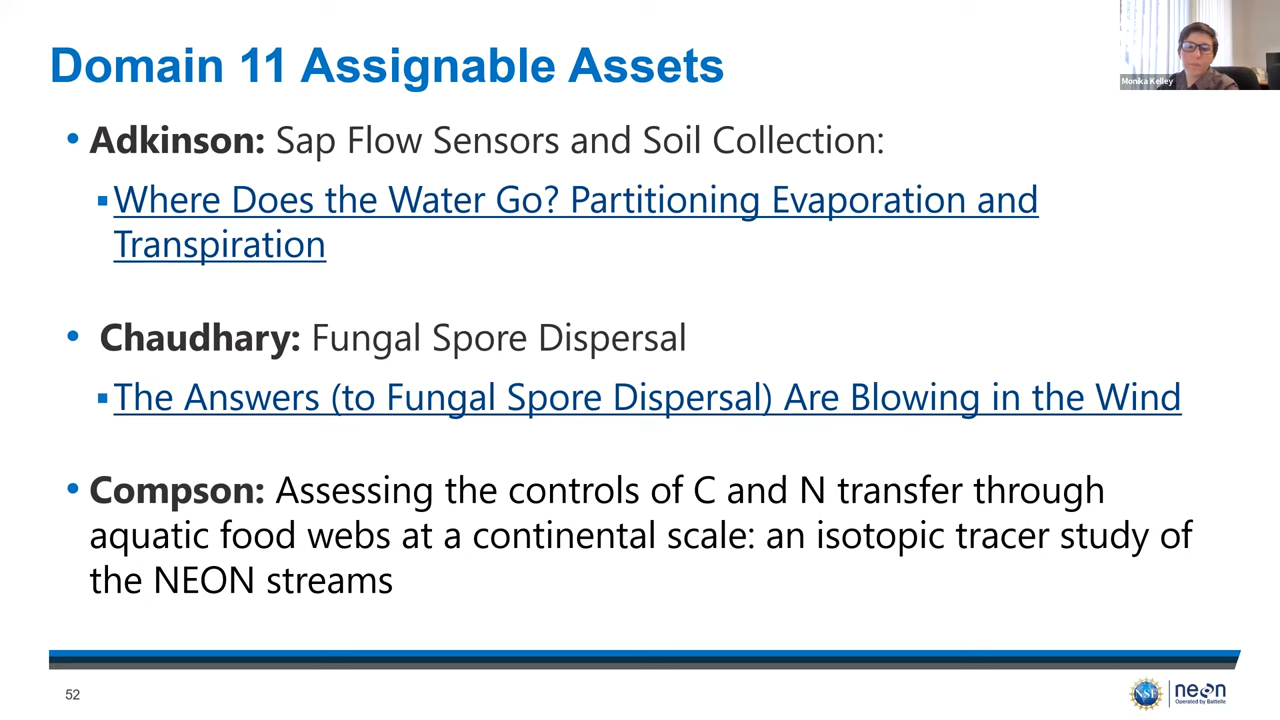 Domain 11 Assignable Assets
Monika Kelley
• Adkinson: Sap Flow Sensors and Soil Collection:
▪ Where Does the Water Go? Partitioning Evaporation and
Transpiration
• Chaudhary: Fungal Spore Dispersal
▪ The Answers (to Fungal Spore Dispersal) Are Blowing in the Wind
• Compson: Assessing the controls of C and N transfer through
aquatic food webs at a continental scale: an isotopic tracer study of
the NEON streams
52
NSF
neon
Operated by Battelle